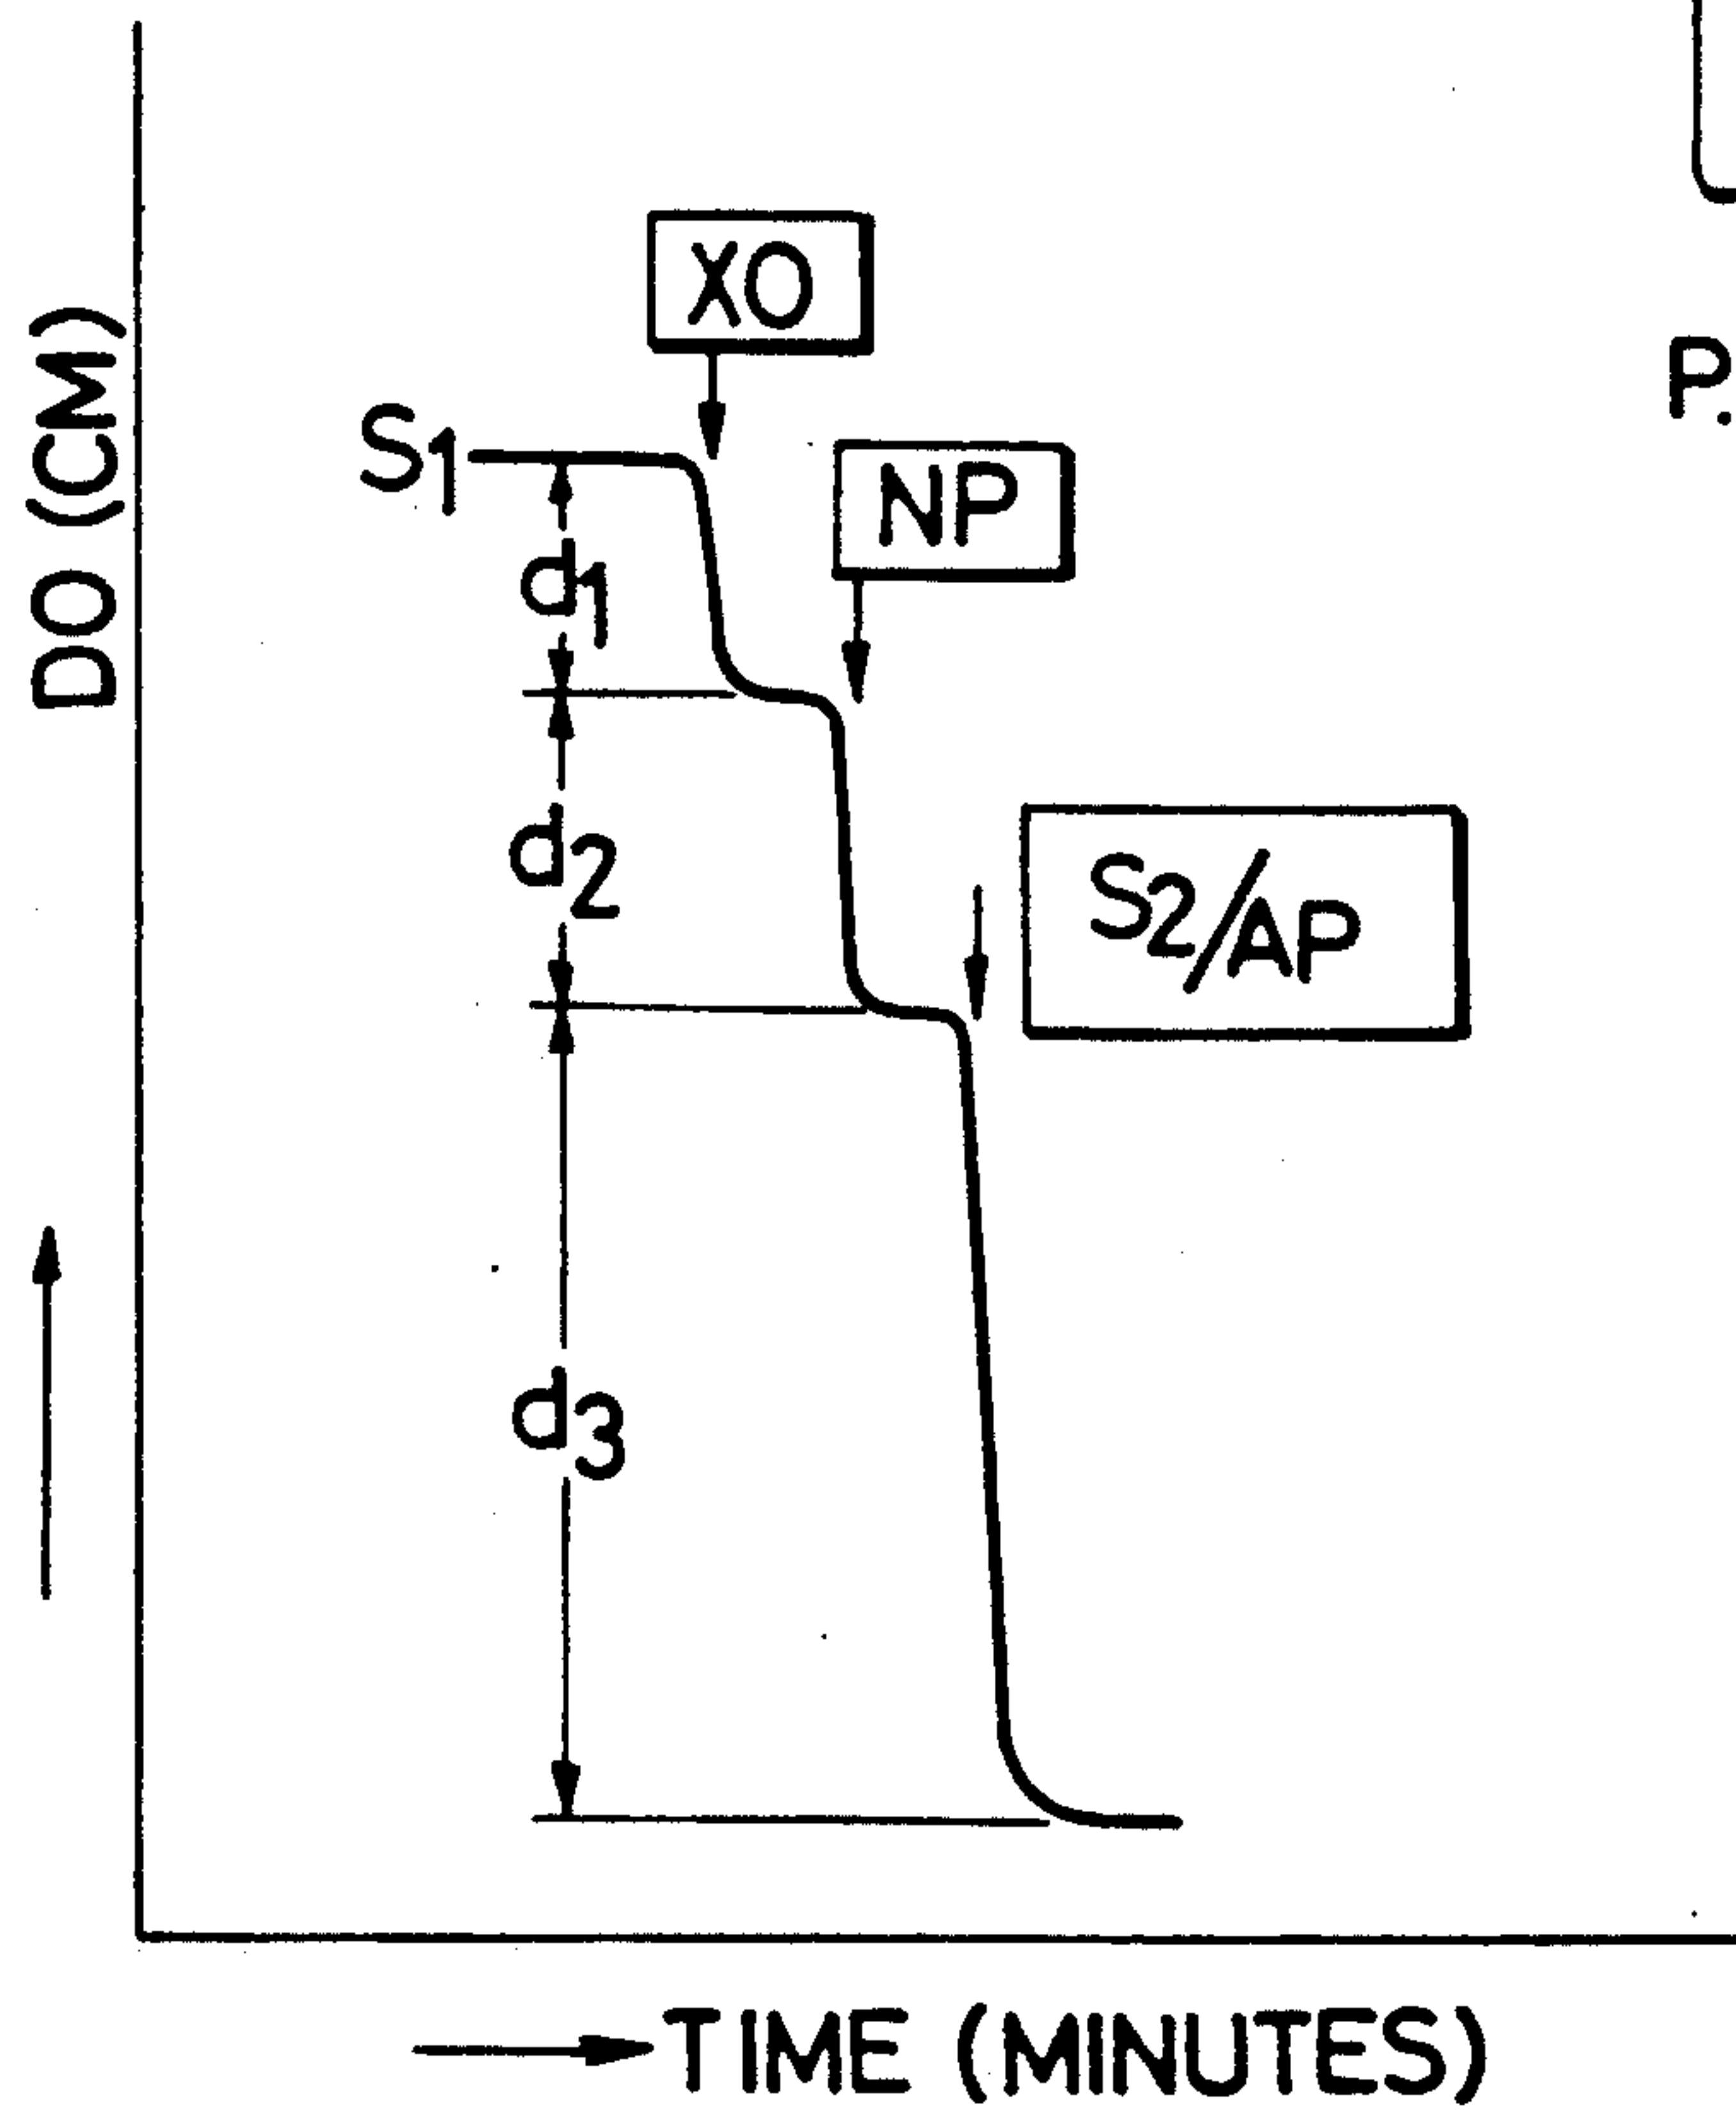 XO
S1
NP
d1
d2
S2/AP
d3
DO (CM)
TIME (MINUTES)
P.